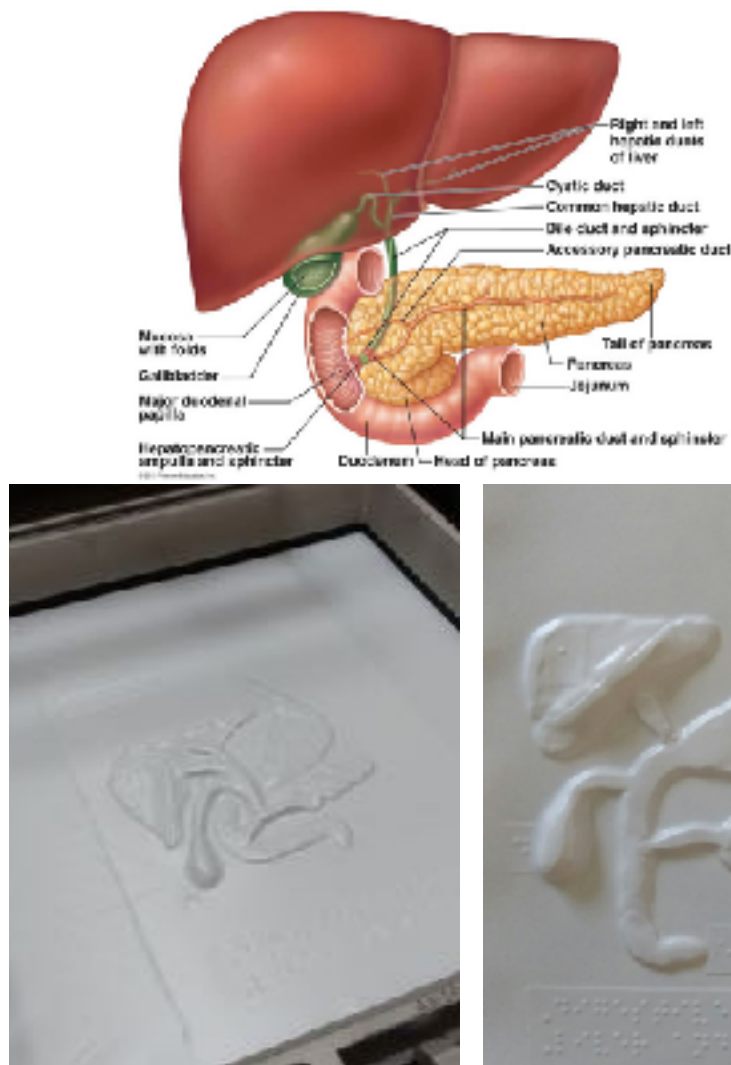 Right and left
hepatic ducts
of liver
Cystic duct
Common hepatic duct
Bile duct and sphincter
Accessory pancreatic duct
Mucosa
with folds
Tail of pancreas
Pancreas
Gallbladder
Jejunum
Major duodenal
papilla
Main pancreatic duct and sphincter
Hepatopancreatic
ampulla and sphincter
Duodenum
Head of pancreas